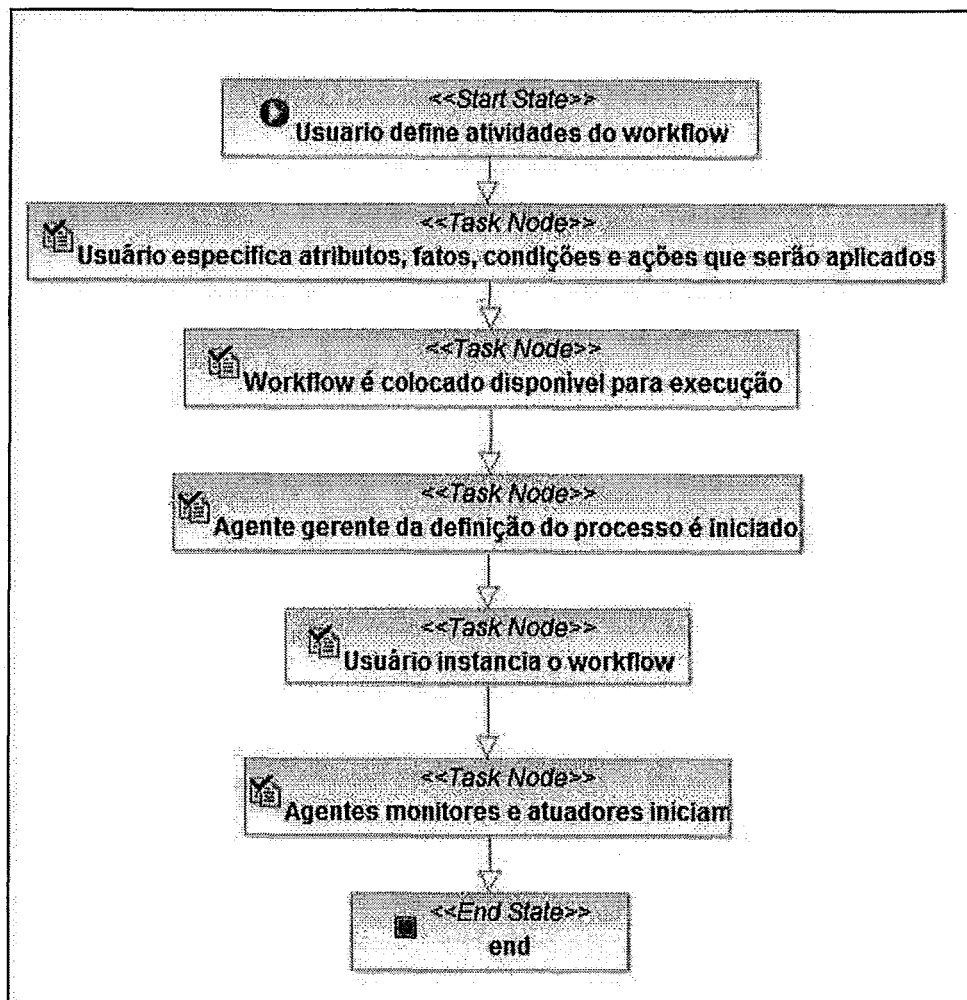 <<Start State>>
Usuario define atividades do workflow
<<Task Node>>
Usuário especifica atributos, fatos, condições e ações que serão aplicados
<<Task Node>>
Workflow é colocado disponivel para execução
<<Task Node>>
Agente gerente da definição do processo é iniciado
<<Task Node>>
Usuário instancia o workflow
<<Task Node>>
Agentes monitores e atuadores iniciam
<<End State>>
end